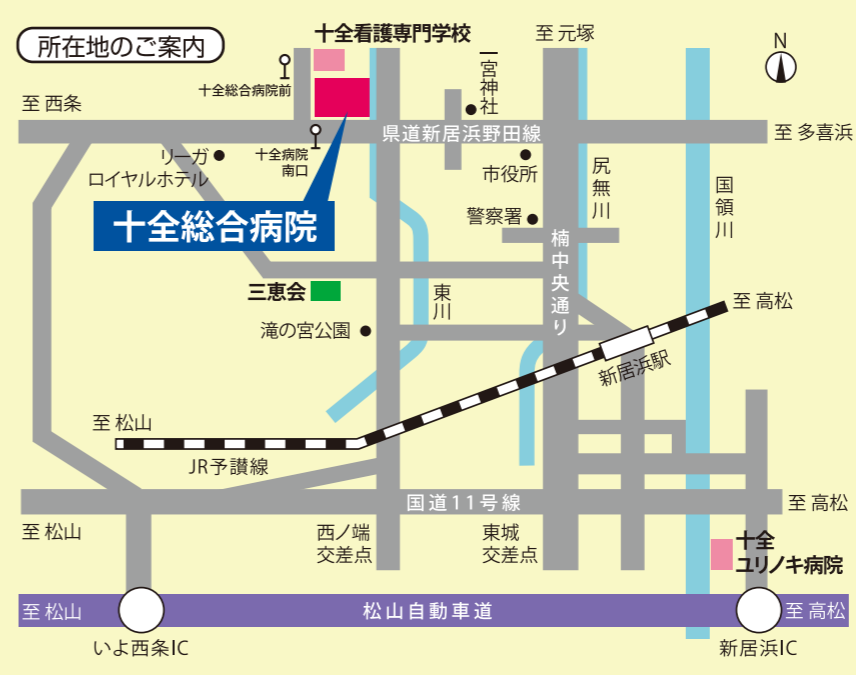 所在地のご案内
十全看護専門学校
至 元塚
N
十全総合病院前
一宮神社
至 西条
県道新居浜野田線
至 多喜浜
リーガ
ロイヤルホテル
十全病院
南口
市役所
尻無川
国領川
十全総合病院
警察署
楠中央通り
三恵会
東川
至 高松
滝の宮公園
新居浜駅
至 松山
JR予讃線
国道11号線
至 松山
至 高松
西ノ端
交差点
東城
交差点
十全
ユリノキ病院
至 松山
松山自動車道
至 高松
いよ西条IC
新居浜IC